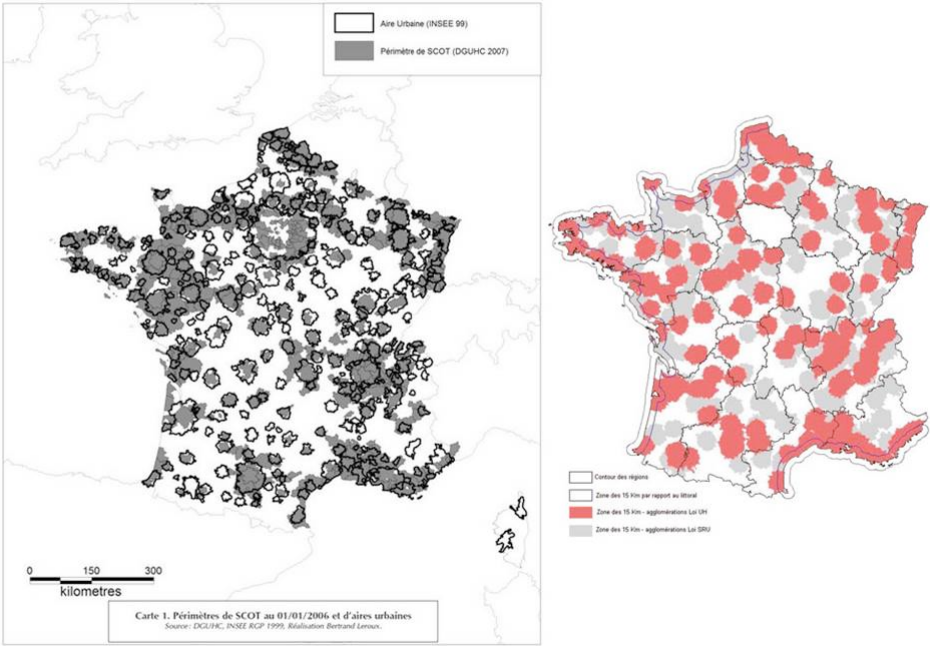 Aire Urbaine (INSEE 99)
Périmètre de SCOT (DGUHC 2007)
0 150 300
kilometres
Carte 1. Périmètres de SCOT au 01/01/2006 et d'aires urbaines
Source: DGUHC, INSEE RGP 1999, Réalisation Bertrand Leroux.
Contour des régions
Zone des 15 Km par rapport au littoral
Zone des 15 Km - agglomérations Loi UH
Zone des 15 Km - agglomérations Loi SRU